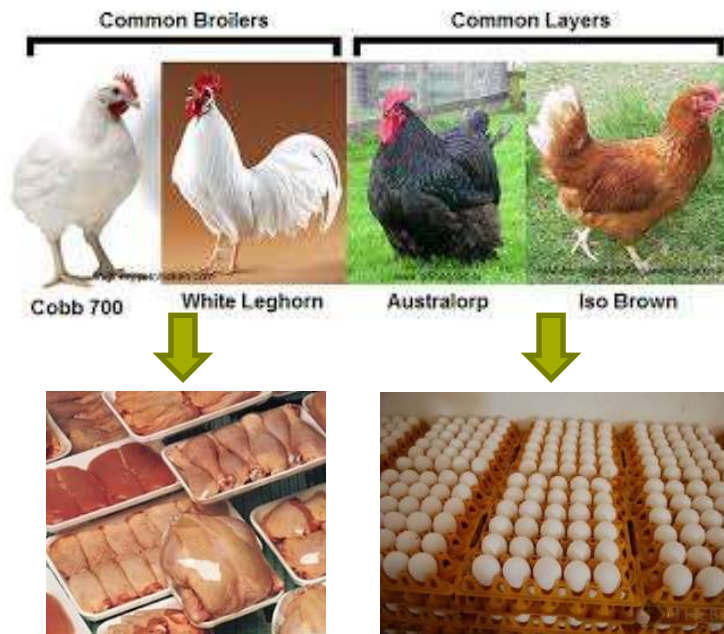 Common Broilers
Common Layers
Cobb 700
White Leghorn
Australorp
Iso Brown